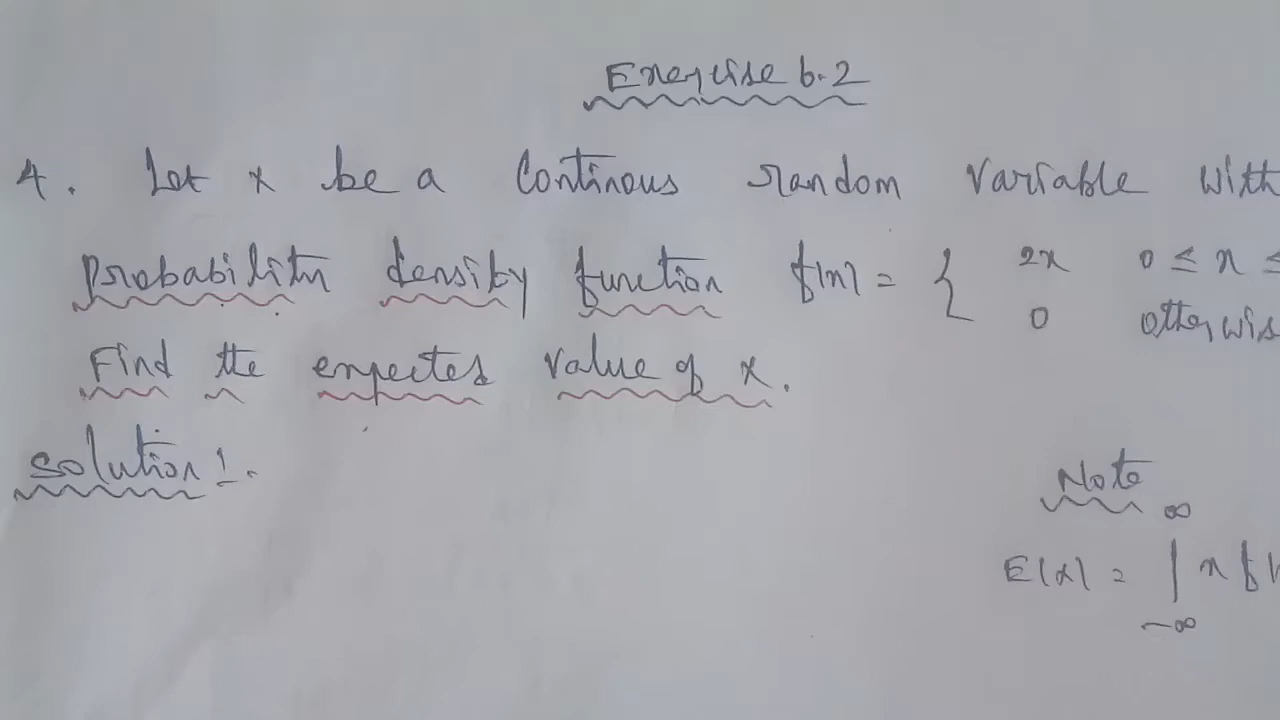 Exercise 6.2
4. Let x be a Continous random variable with
probability density function f(x) = { 2x 0 ≤ x ≤
0 otherwis
Find the expected value of x.
Solution:-
Note
∞
E(x) = ∫ x f(
-∞